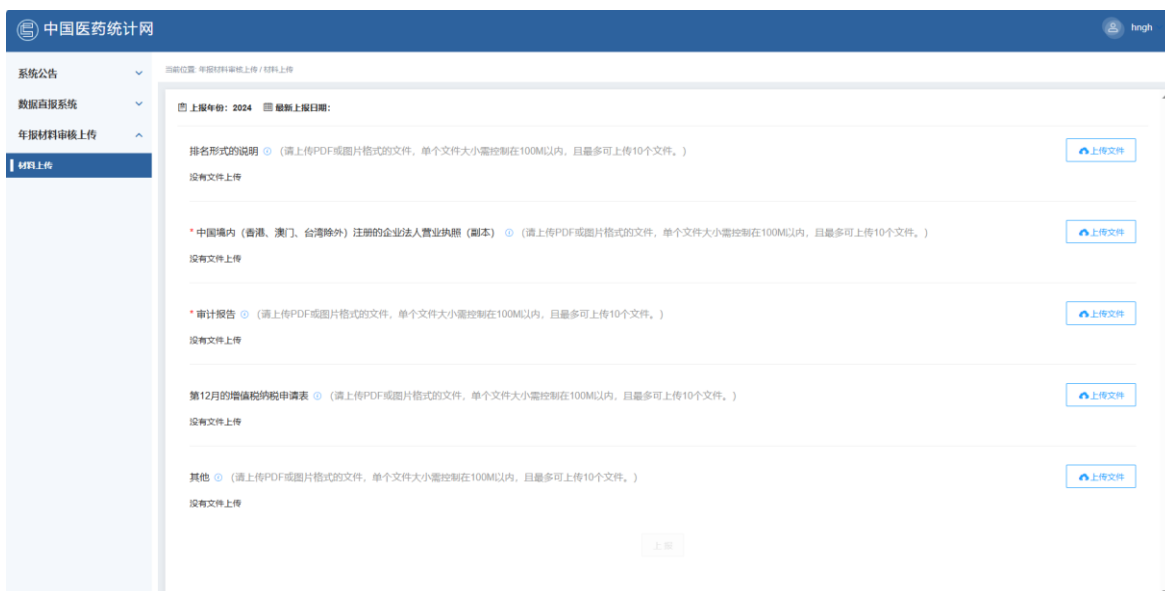 中国医药统计网
hngh
系统公告
数据直报系统
年报材料审核上传
材料上传
当前位置: 年报材料审核上传 / 材料上传
上报年份：2024 最新上报日期：
排名形式的说明 （请上传PDF或图片格式的文件，单个文件大小需控制在100M以内，且最多可上传10个文件。） 上传文件
没有文件上传
* 中国境内（香港、澳门、台湾除外）注册的企业法人营业执照（副本） （请上传PDF或图片格式的文件，单个文件大小需控制在100M以内，且最多可上传10个文件。） 上传文件
没有文件上传
* 审计报告 （请上传PDF或图片格式的文件，单个文件大小需控制在100M以内，且最多可上传10个文件。） 上传文件
没有文件上传
第12月的增值税纳税申请表 （请上传PDF或图片格式的文件，单个文件大小需控制在100M以内，且最多可上传10个文件。） 上传文件
没有文件上传
其他 （请上传PDF或图片格式的文件，单个文件大小需控制在100M以内，且最多可上传10个文件。） 上传文件
没有文件上传
上报